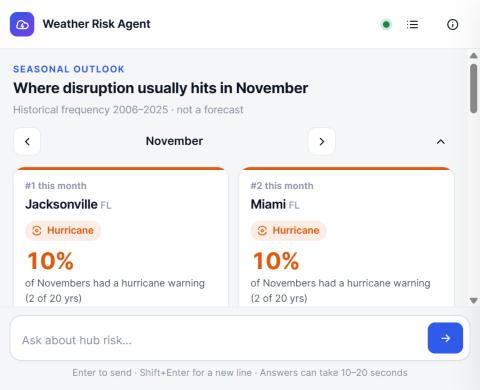 Weather Risk Agent
SEASONAL OUTLOOK
Where disruption usually hits in November
Historical frequency 2006–2025 · not a forecast
November
#1 this month
Jacksonville FL
Hurricane
10%
of Novembers had a hurricane warning
(2 of 20 yrs)
#2 this month
Miami FL
Hurricane
10%
of Novembers had a hurricane warning
(2 of 20 yrs)
Ask about hub risk...
Enter to send · Shift+Enter for a new line · Answers can take 10–20 seconds